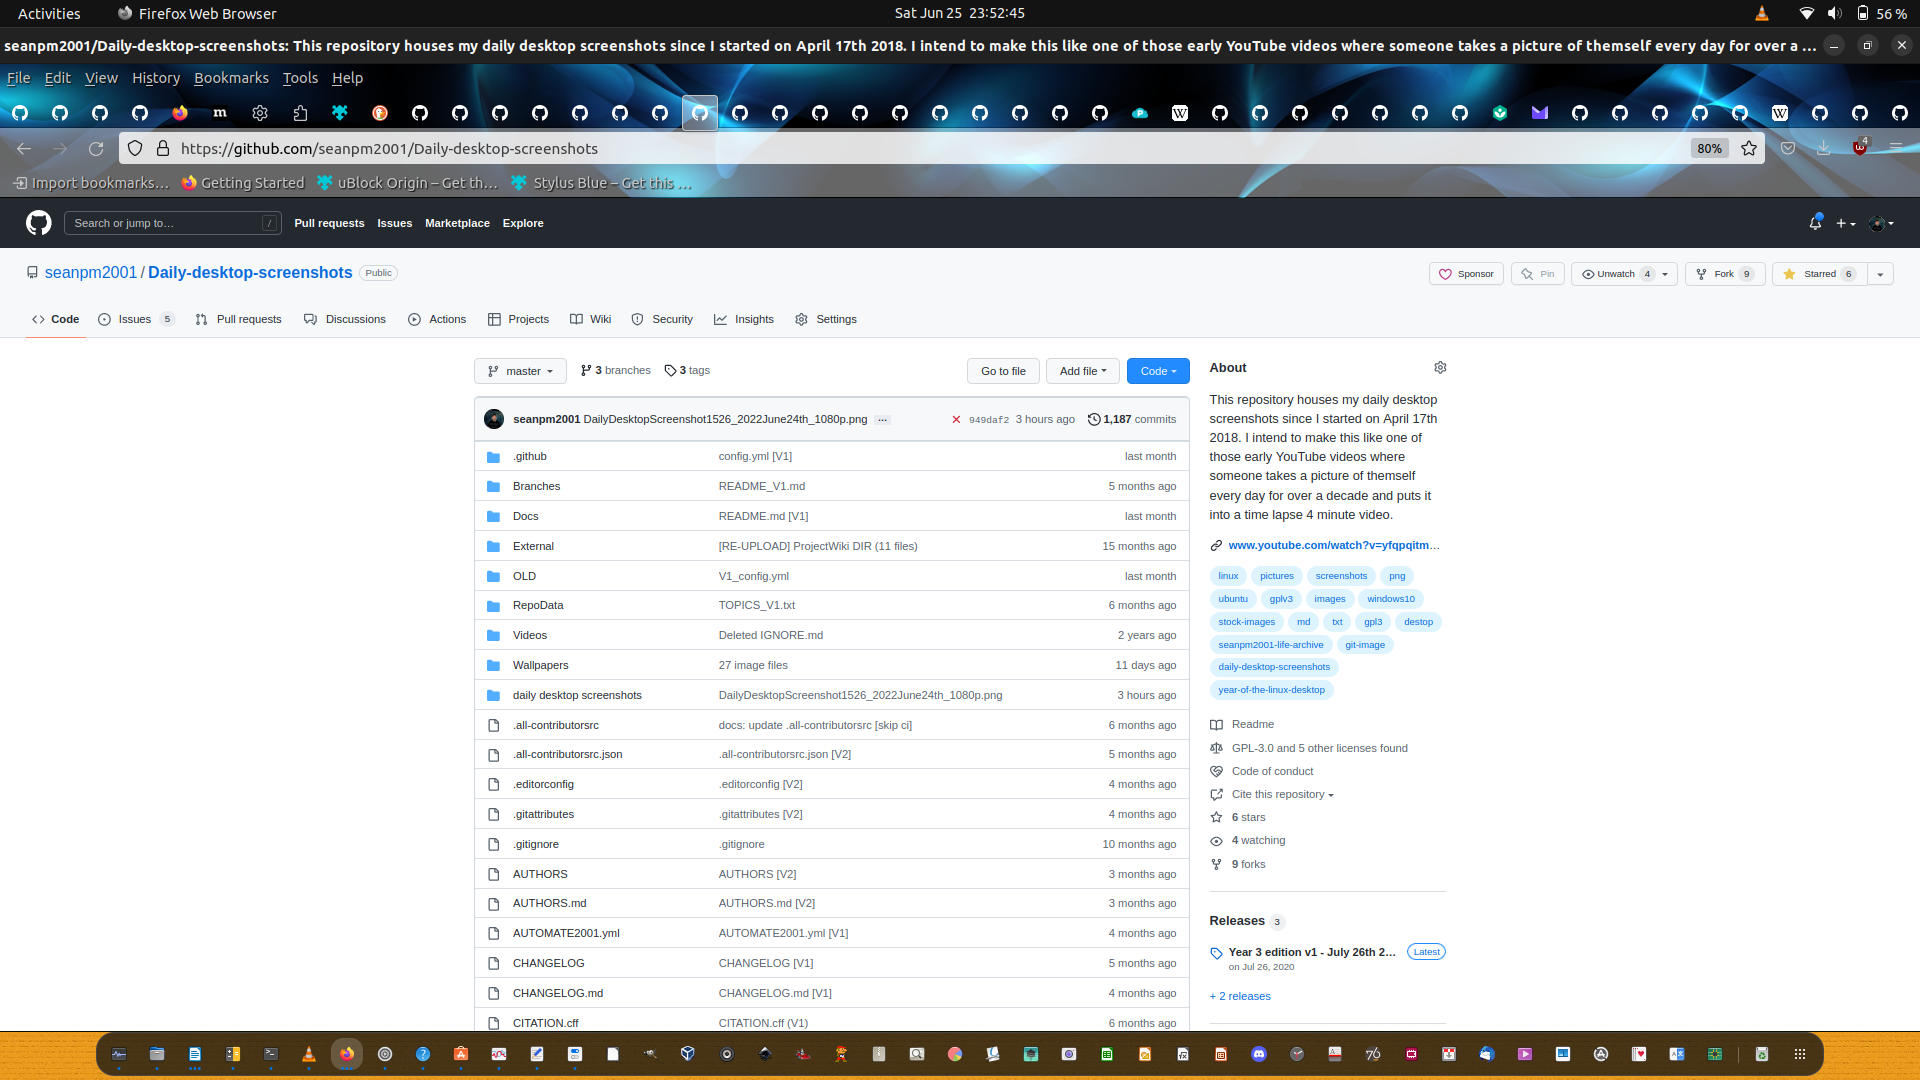 Activities Firefox Web Browser Sat Jun 25 23:52:45 56 %
seanpm2001/Daily-desktop-screenshots: This repository houses my daily desktop screenshots since I started on April 17th 2018. I intend to make this like one of those early YouTube videos where someone takes a picture of themself every day for over a …
File Edit View History Bookmarks Tools Help
https://github.com/seanpm2001/Daily-desktop-screenshots 80% 4
Import bookmarks… Getting Started uBlock Origin – Get th… Stylus Blue – Get this …
Search or jump to… / Pull requests Issues Marketplace Explore
seanpm2001 / Daily-desktop-screenshots Public Sponsor Pin Unwatch 4 Fork 9 Starred 6
Code Issues 5 Pull requests Discussions Actions Projects Wiki Security Insights Settings
master 3 branches 3 tags Go to file Add file Code
seanpm2001 DailyDesktopScreenshot1526_2022June24th_1080p.png … 949daf2 3 hours ago 1,187 commits
.github config.yml [V1] last month
Branches README_V1.md 5 months ago
Docs README.md [V1] last month
External [RE-UPLOAD] ProjectWiki DIR (11 files) 15 months ago
OLD V1_config.yml last month
RepoData TOPICS_V1.txt 6 months ago
Videos Deleted IGNORE.md 2 years ago
Wallpapers 27 image files 11 days ago
daily desktop screenshots DailyDesktopScreenshot1526_2022June24th_1080p.png 3 hours ago
.all-contributorsrc docs: update .all-contributorsrc [skip ci] 6 months ago
.all-contributorsrc.json .all-contributorsrc.json [V2] 5 months ago
.editorconfig .editorconfig [V2] 4 months ago
.gitattributes .gitattributes [V2] 4 months ago
.gitignore .gitignore 10 months ago
AUTHORS AUTHORS [V2] 3 months ago
AUTHORS.md AUTHORS.md [V2] 3 months ago
AUTOMATE2001.yml AUTOMATE2001.yml [V1] 4 months ago
CHANGELOG CHANGELOG [V1] 5 months ago
CHANGELOG.md CHANGELOG.md [V1] 4 months ago
CITATION.cff CITATION.cff (V1) 6 months ago
About
This repository houses my daily desktop
screenshots since I started on April 17th
2018. I intend to make this like one of
those early YouTube videos where
someone takes a picture of themself
every day for over a decade and puts it
into a time lapse 4 minute video.
www.youtube.com/watch?v=yfqpqitm…
linux pictures screenshots png
ubuntu gplv3 images windows10
stock-images md txt gpl3 destop
seanpm2001-life-archive git-image
daily-desktop-screenshots
year-of-the-linux-desktop
Readme
GPL-3.0 and 5 other licenses found
Code of conduct
Cite this repository
6 stars
4 watching
9 forks
Releases 3
Year 3 edition v1 - July 26th 2… Latest
on Jul 26, 2020
+ 2 releases